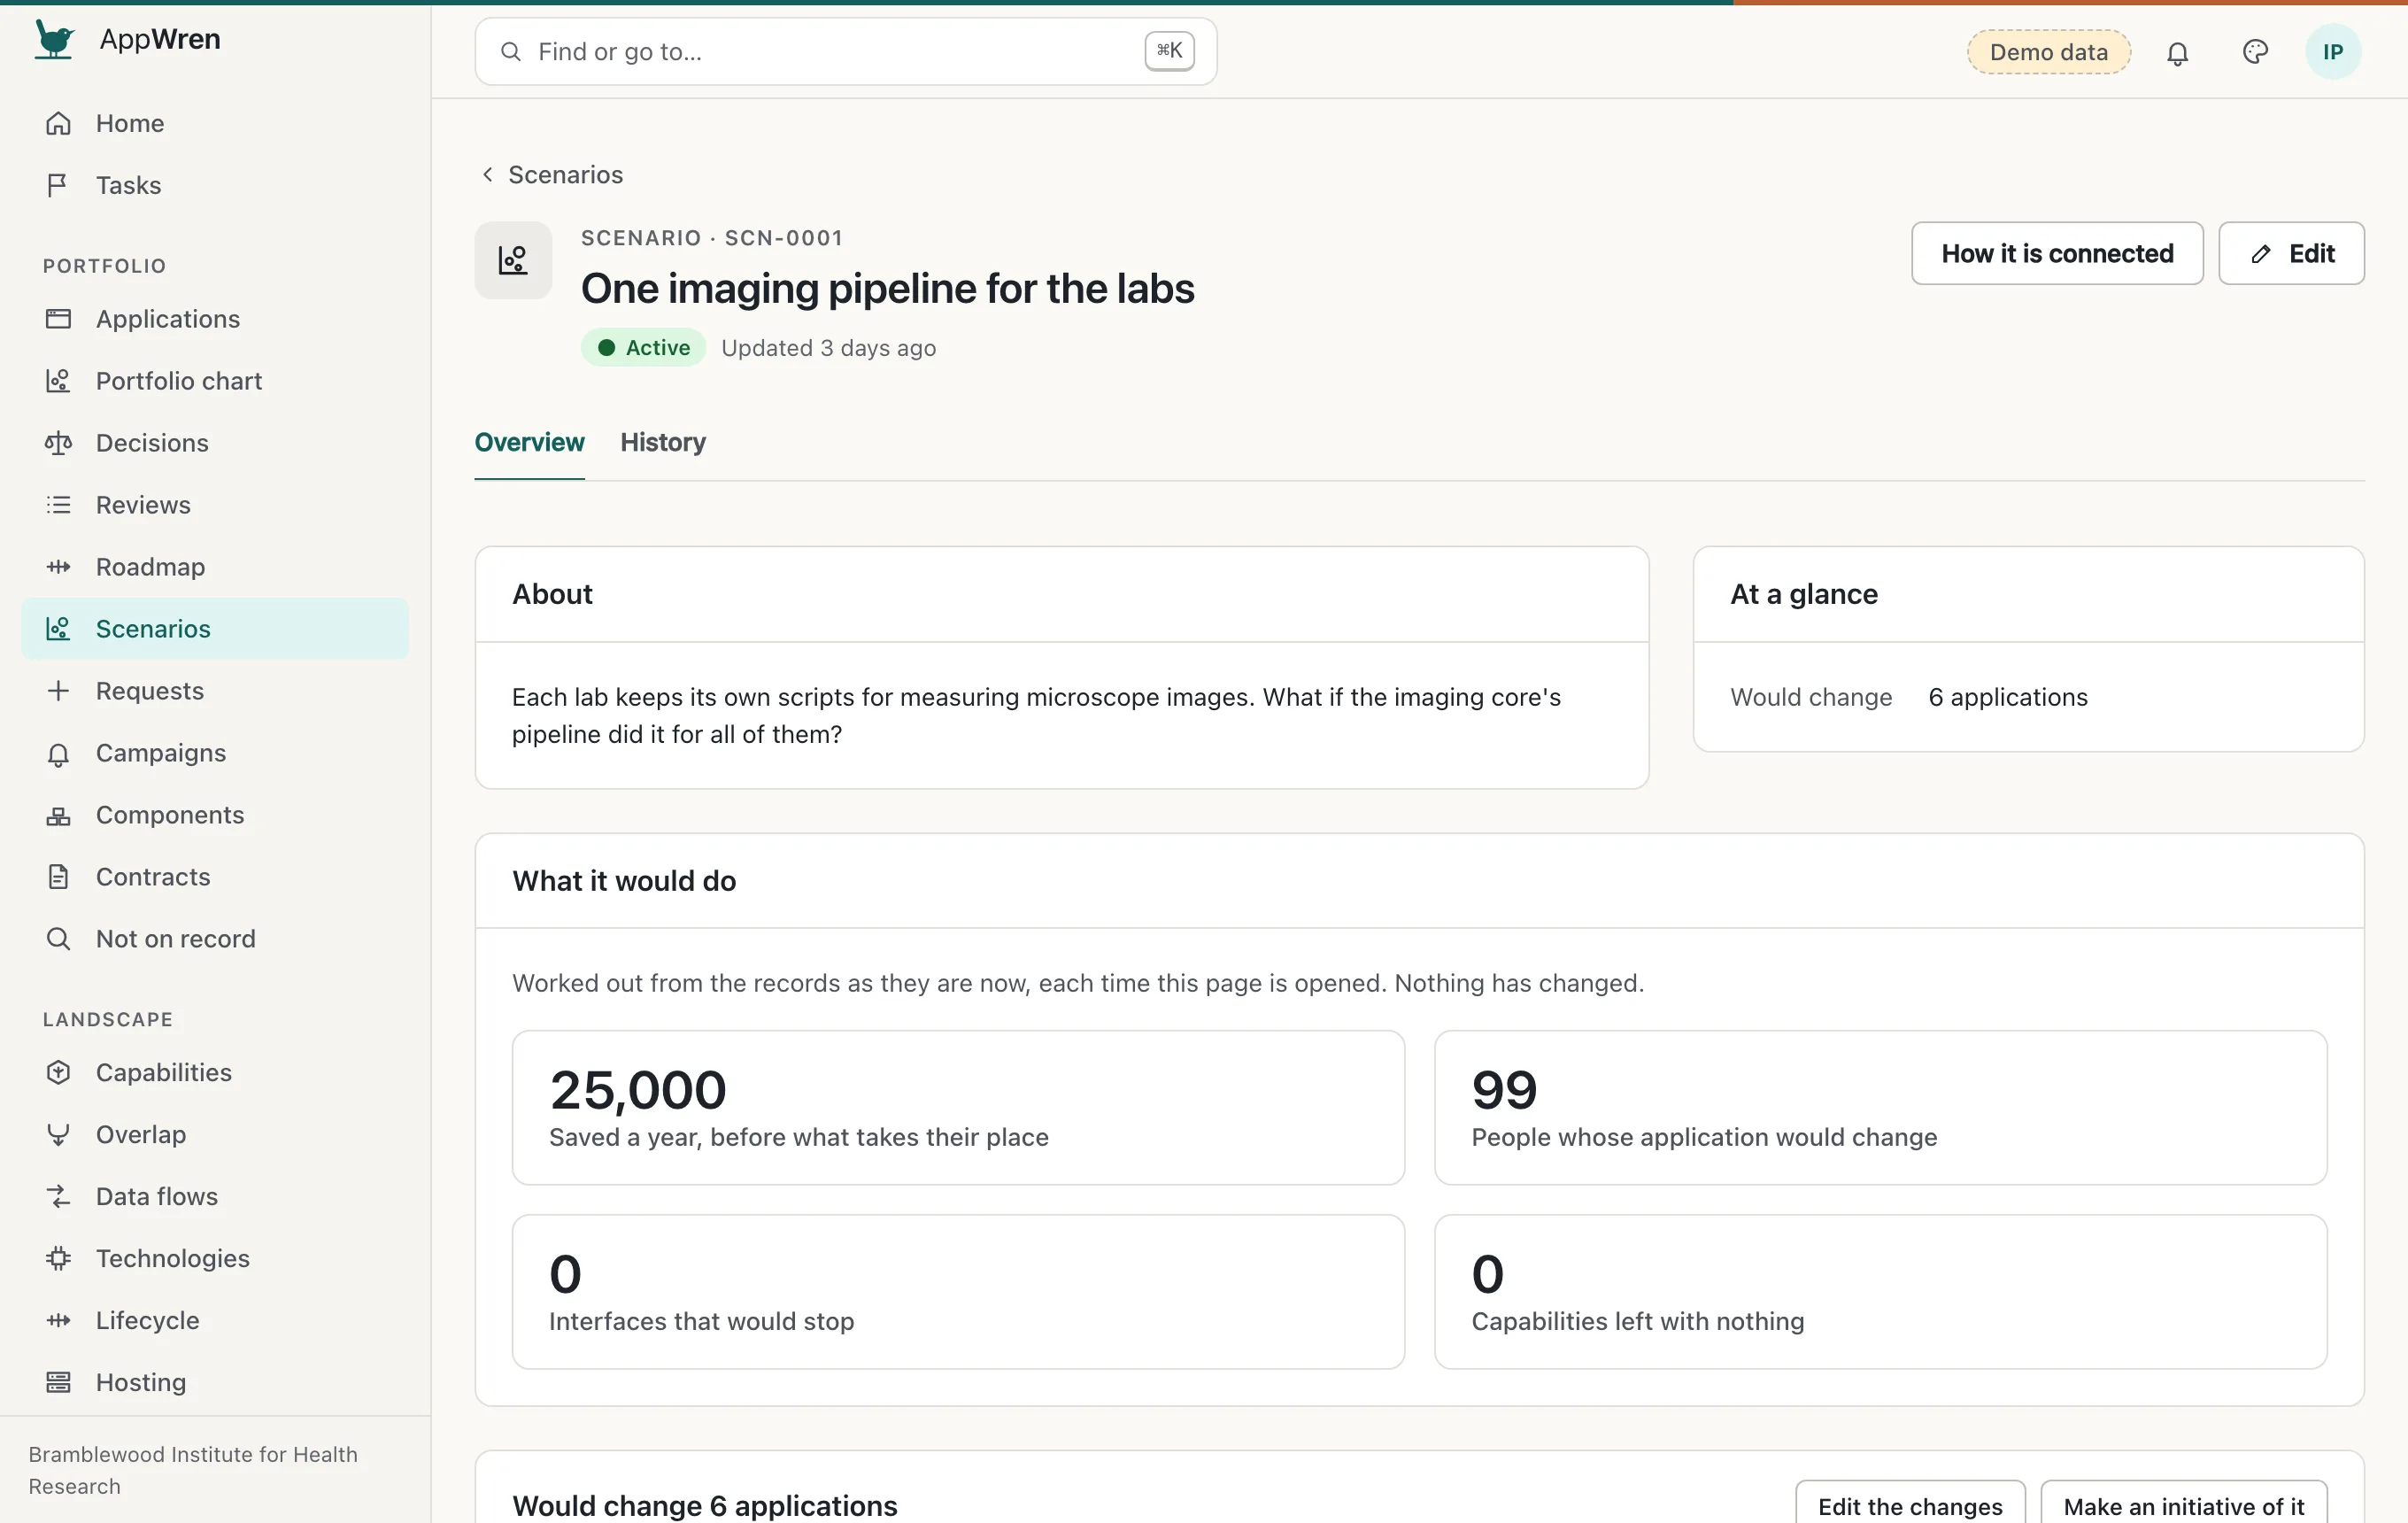 AppWren
Find or go to...
⌘K
Demo data
IP
Home
Tasks
PORTFOLIO
Applications
Portfolio chart
Decisions
Reviews
Roadmap
Scenarios
Requests
Campaigns
Components
Contracts
Not on record
LANDSCAPE
Capabilities
Overlap
Data flows
Technologies
Lifecycle
Hosting
Bramblewood Institute for Health
Research
Scenarios
SCENARIO · SCN-0001
One imaging pipeline for the labs
Active
Updated 3 days ago
How it is connected
Edit
Overview
History
About
Each lab keeps its own scripts for measuring microscope images. What if the imaging core's
pipeline did it for all of them?
At a glance
Would change
6 applications
What it would do
Worked out from the records as they are now, each time this page is opened. Nothing has changed.
25,000
Saved a year, before what takes their place
99
People whose application would change
0
Interfaces that would stop
0
Capabilities left with nothing
Would change 6 applications
Edit the changes
Make an initiative of it